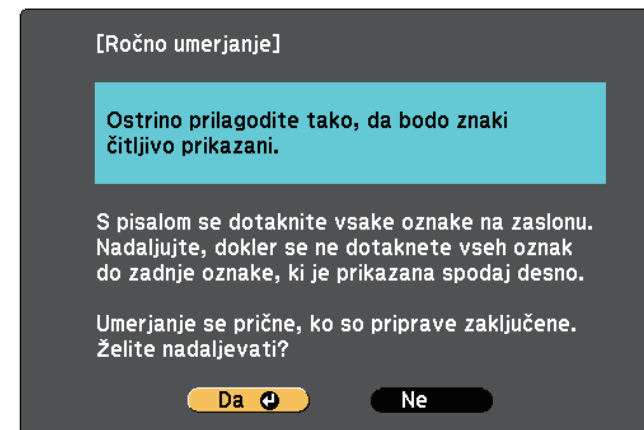 [Ročno umerjanje]
Ostrino prilagodite tako, da bodo znaki
čitljivo prikazani.
S pisalom se dotaknite vsake oznake na zaslonu.
Nadaljujte, dokler se ne dotaknete vseh oznak
do zadnje oznake, ki je prikazana spodaj desno.
Umerjanje se prične, ko so priprave zaključene.
Želite nadaljevati?
Da Ne